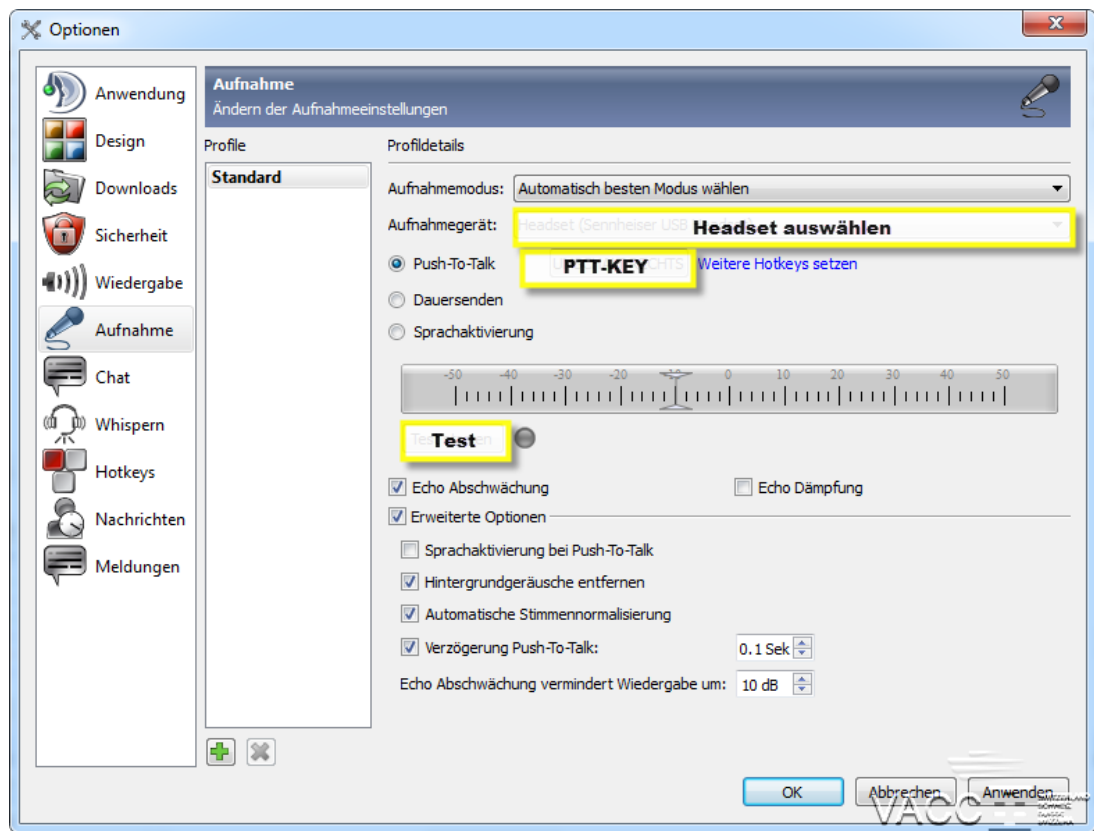 Optionen
Anwendung
Design
Downloads
Sicherheit
Wiedergabe
Aufnahme
Chat
Whispern
Hotkeys
Nachrichten
Meldungen
Aufnahme
Ändern der Aufnahmeeinstellungen
Profile
Standard
Profildetails
Aufnahmemodus: Automatisch besten Modus wählen
Aufnahmegerät: Headset (Sennheiser USB Headset auswählen
Push-To-Talk PTT-KEY Weitere Hotkeys setzen
Dauersenden
Sprachaktivierung
-50 -40 -30 -20 0 10 20 30 40 50
Test
Echo Abschwächung Echo Dämpfung
Erweiterte Optionen
Sprachaktivierung bei Push-To-Talk
Hintergrundgeräusche entfernen
Automatische Stimmennormalisierung
Verzögerung Push-To-Talk: 0.1 Sek
Echo Abschwächung vermindert Wiedergabe um: 10 dB
OK Abbrechen Anwenden
VACC